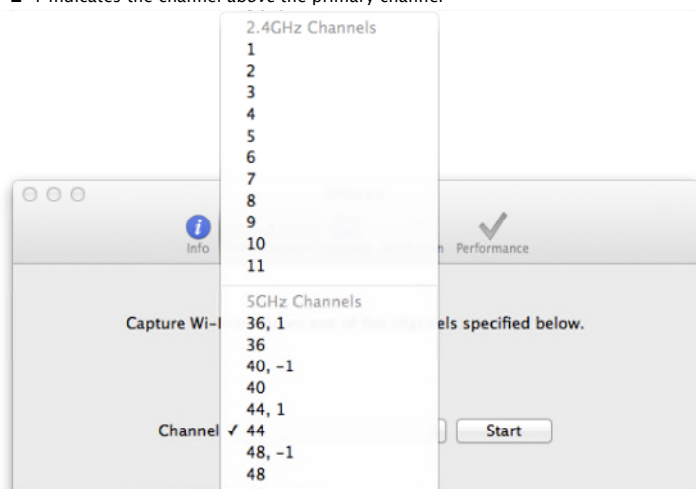 1 indicates the channel above the primary channel
2.4GHz Channels
1
2
3
4
5
6
7
8
9
10
11
Info
Performance
5GHz Channels
36, 1
36
40, -1
40
44, 1
✓ 44
48, -1
48
Capture Wi-
els specified below.
Channel
Start